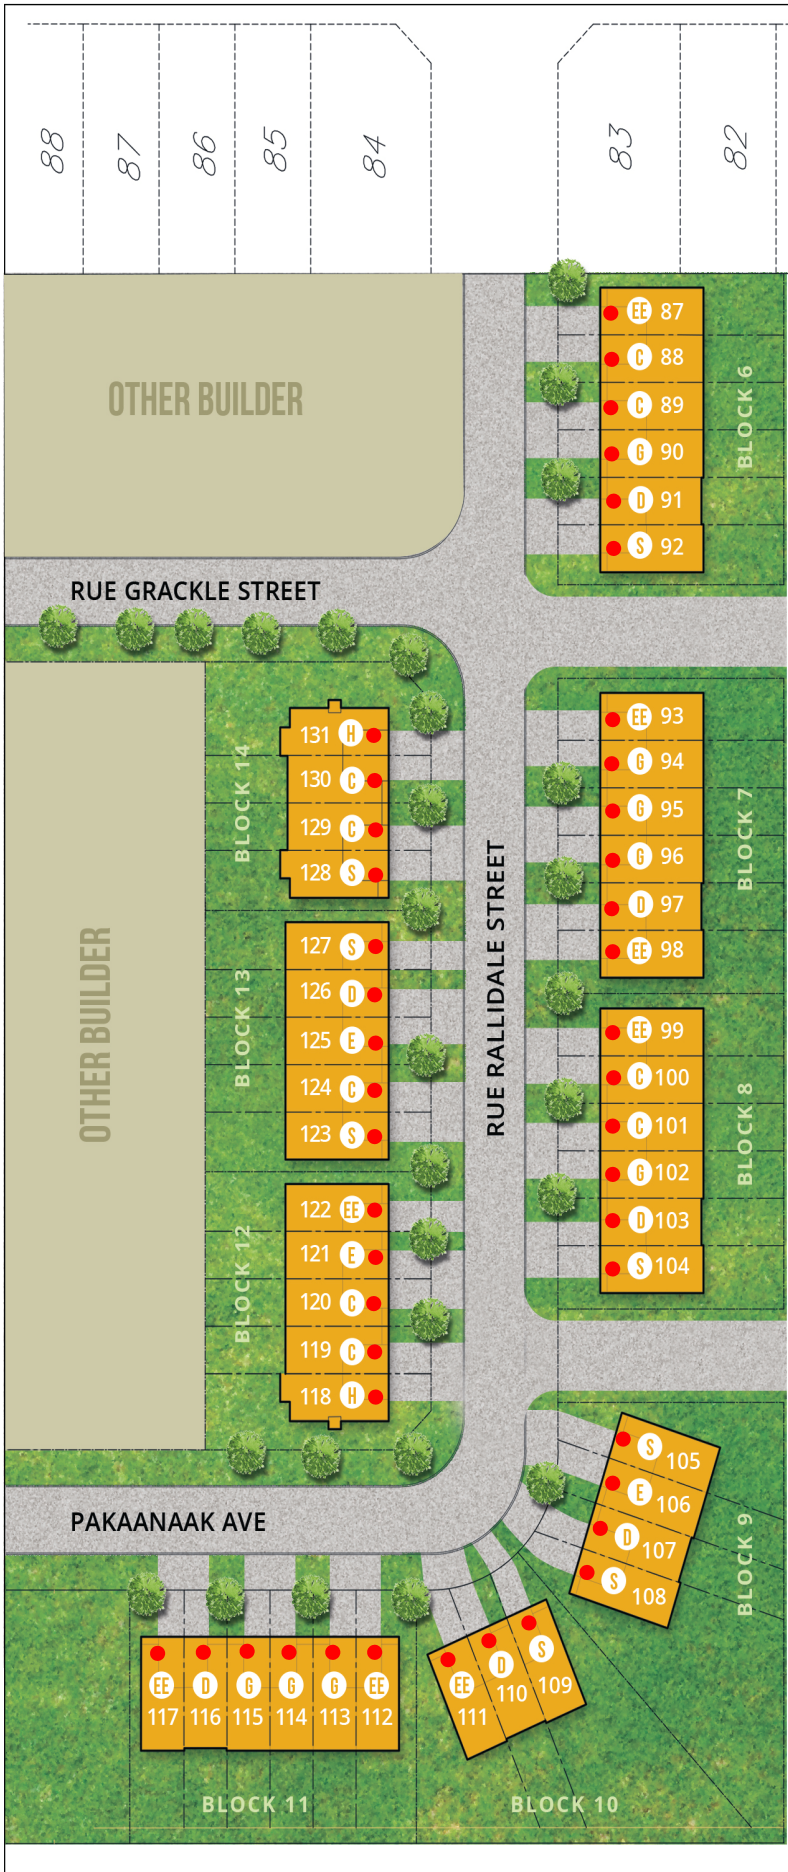 88
87
86
85
84
83
82
OTHER BUILDER
EE 87
C 88
G 89
G 90
D 91
S 92
BLOCK 6
RUE GRACKLE STREET
131 H
130 C
129 C
128 S
BLOCK 14
EE 93
G 94
G 95
G 96
D 97
EE 98
BLOCK 7
OTHER BUILDER
127 S
126 D
125 E
124 C
123 S
BLOCK 13
RUE RALLIDALE STREET
EE 99
C 100
C 101
G 102
D 103
S 104
BLOCK 8
122 EE
121 E
120 C
119 C
118 H
BLOCK 12
S 105
E 106
D 107
S 108
BLOCK 9
PAKAANAAK AVE
EE 117
D 116
G 115
G 114
G 113
EE 112
BLOCK 11
EE 111
D 110
S 109
BLOCK 10